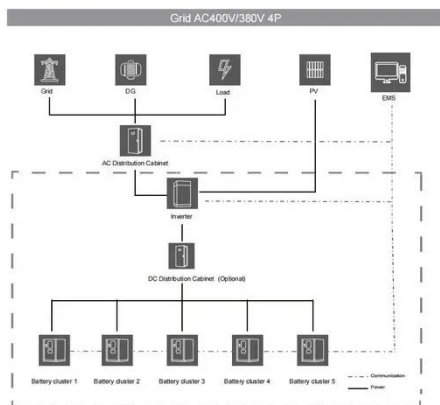 Grid AC400V/380V 4P
Grid
DG
Load
PV
EMS
AC Distribution Cabinet
Inverter
DC Distribution Cabinet (Optional)
Battery cluster 1
Battery cluster 2
Battery cluster 3
Battery cluster 4
Battery cluster 5
Communication
Power